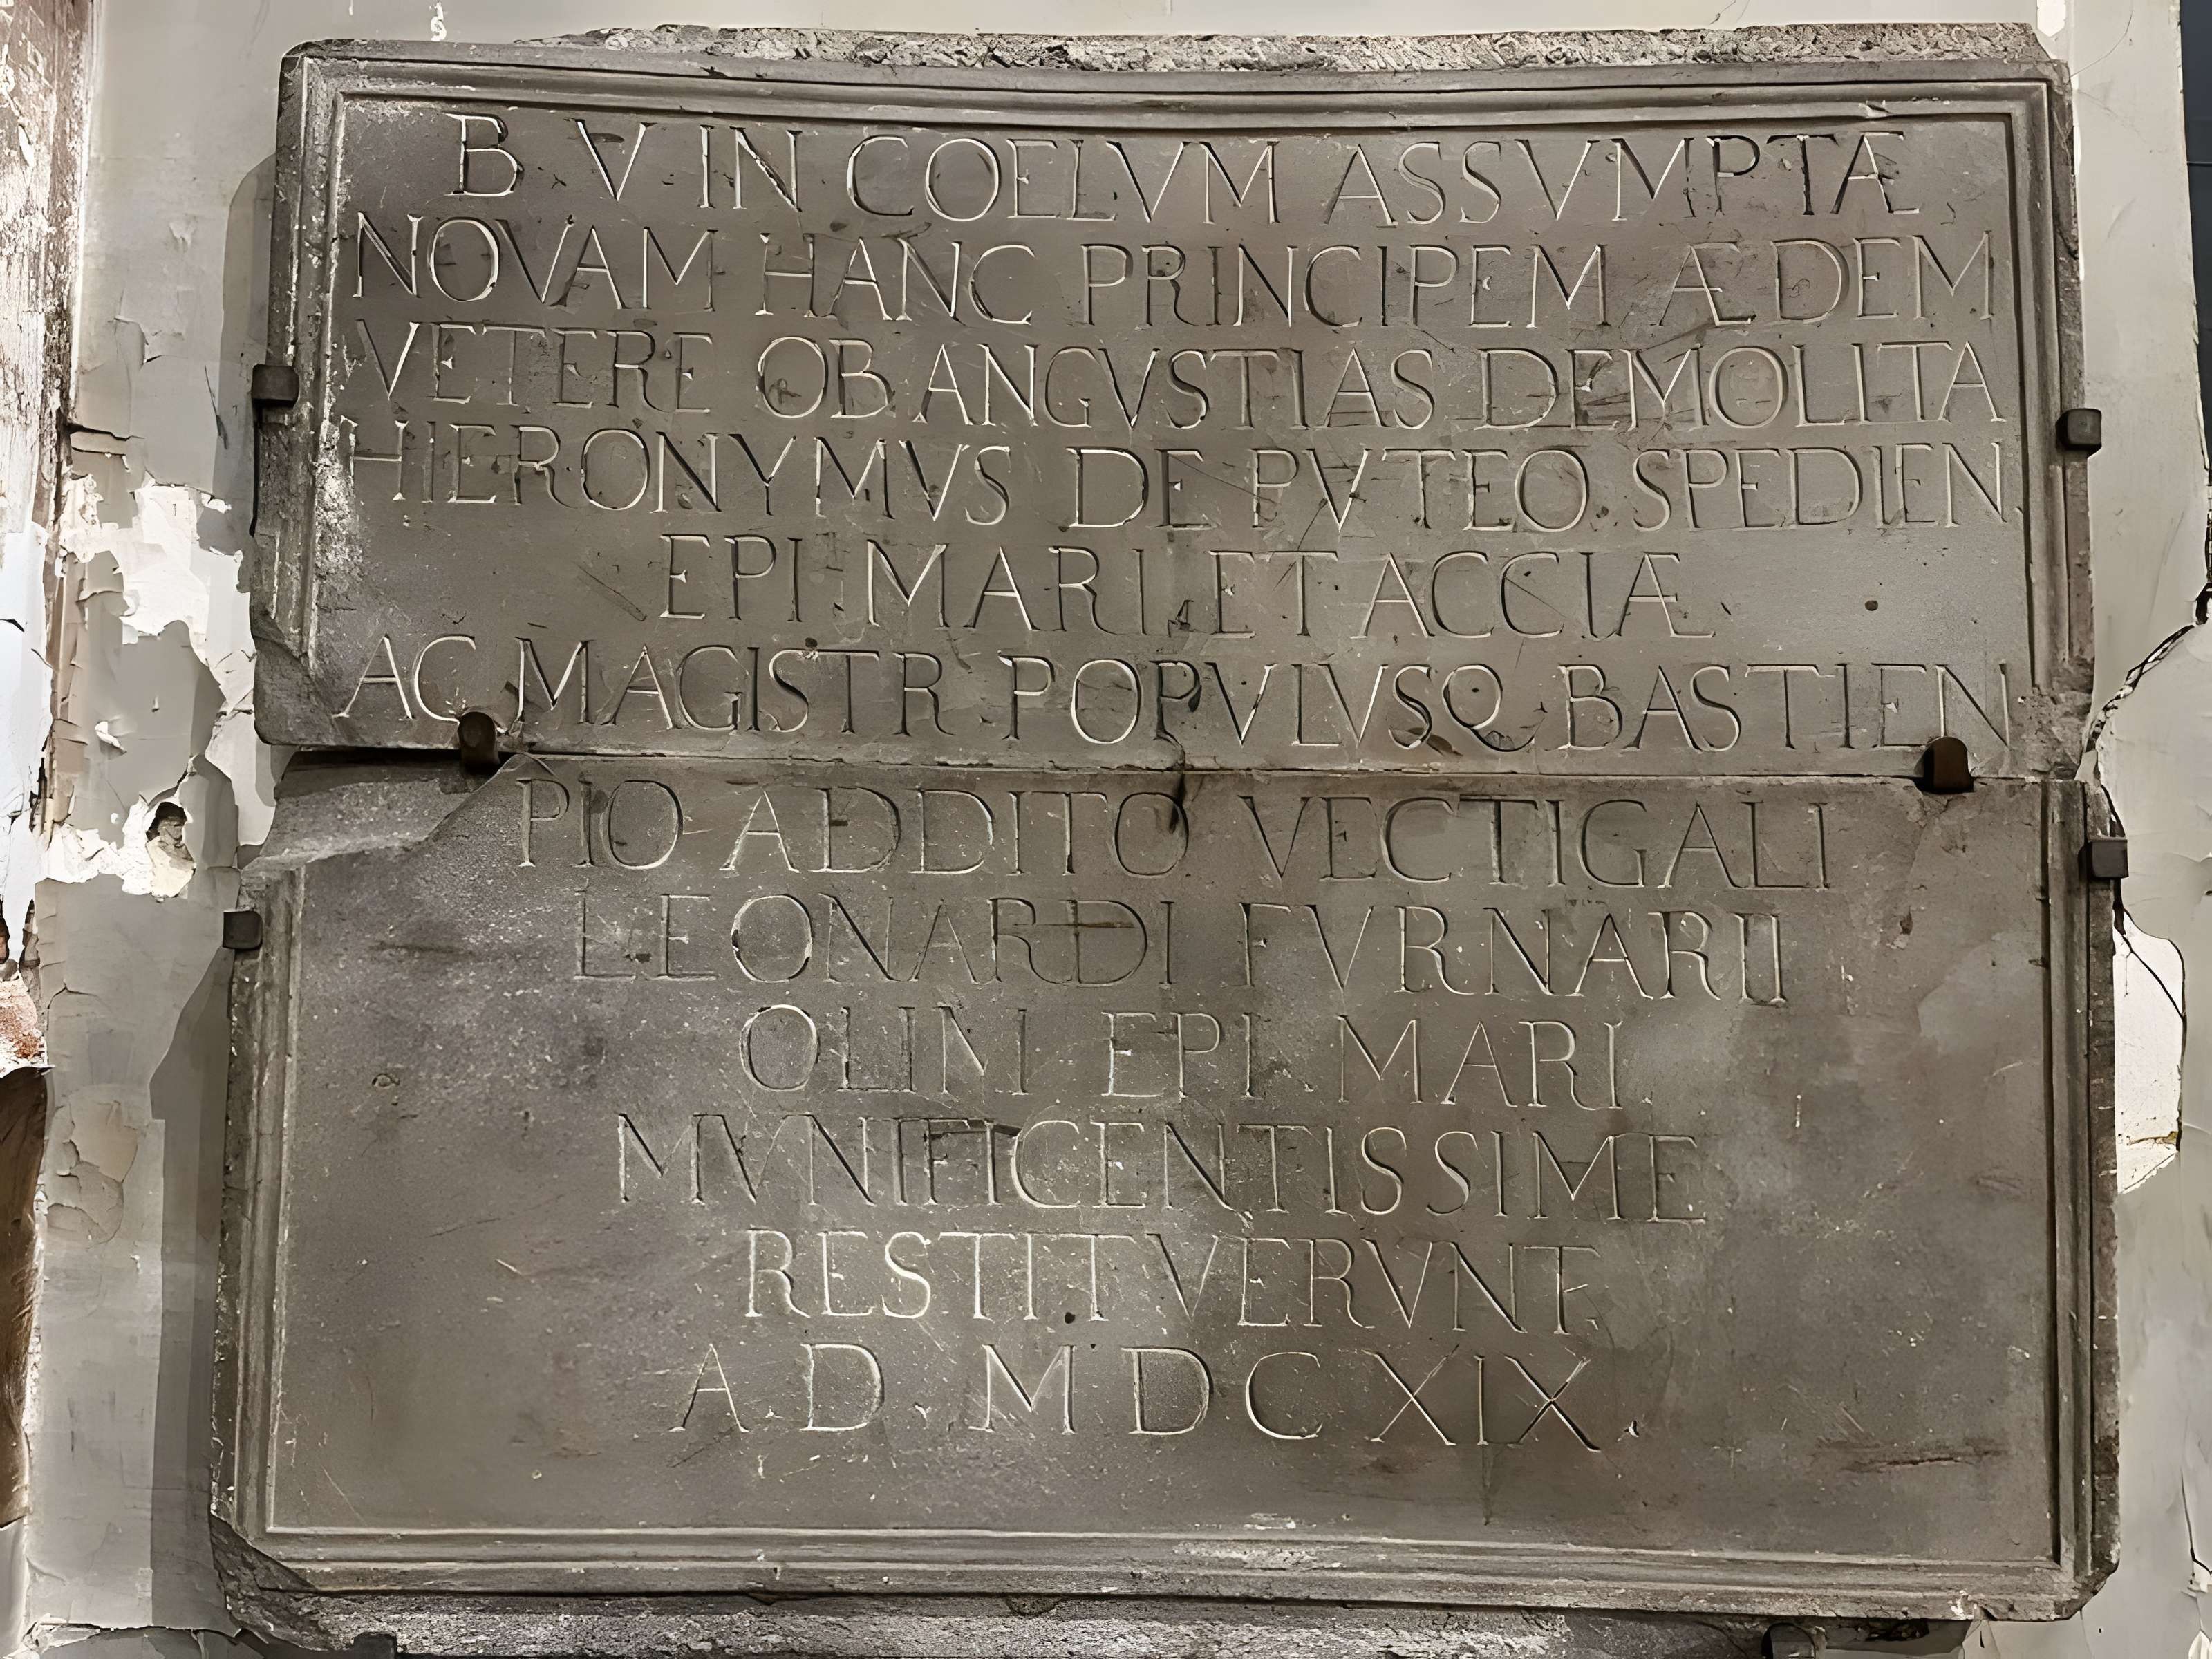 B. V. IN COELVM ASSVMPTÆ
NOVAM HANC PRINCIPEM ÆDEM
VETERE OB ANGVSTIAS DEMOLITA
HIERONYMVS DE PVTEO SPEDIEN
EPI MARI. ET ACCIÆ
AC MAGISTR POPVLVSQ BASTIEN
PIO ADDITO VECTIGALI
LEONARDI FVRNARII
OLIM EPI MARI.
MVNIFICENTISSIME
RESTITVERVNT.
A. D. MDCXIX.